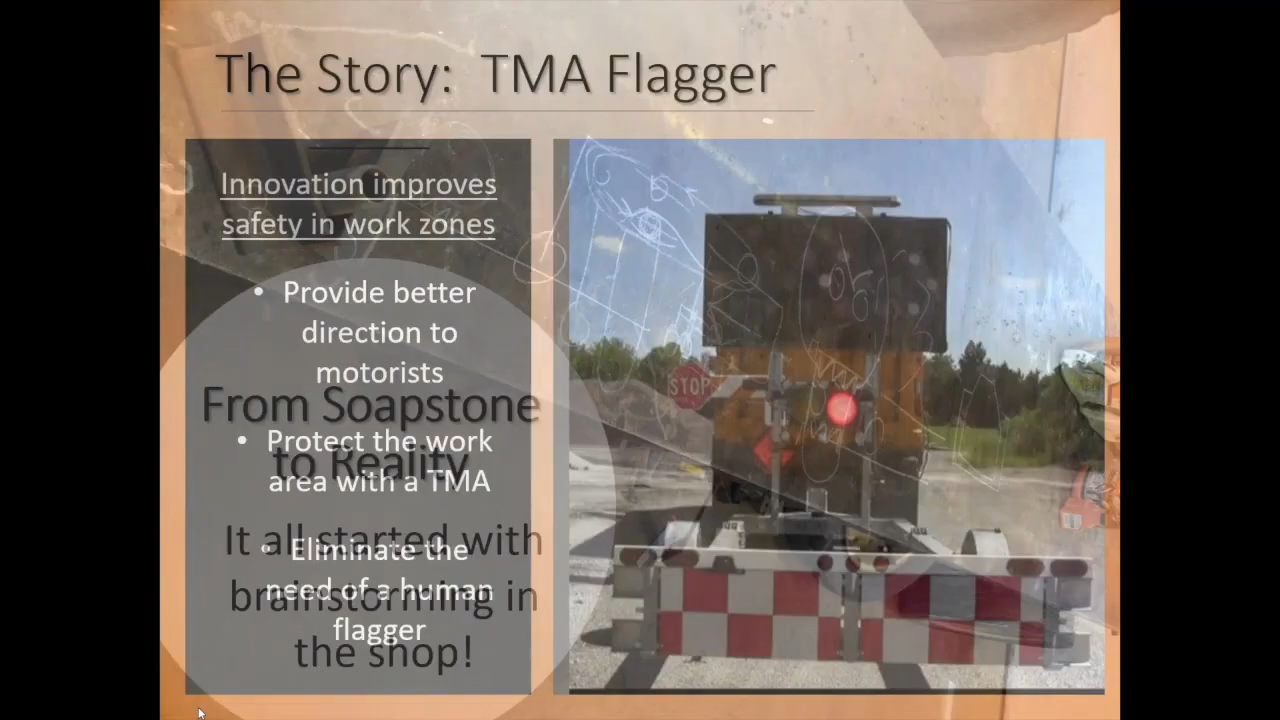 The Story: TMA Flagger
Innovation improves
safety in work zones
• Provide better
direction to
motorists
• Protect the work
area with a TMA
• Eliminate the
need of a human
flagger
From Soapstone
to Reality
It all started with
brainstorming in
the shop!
STOP